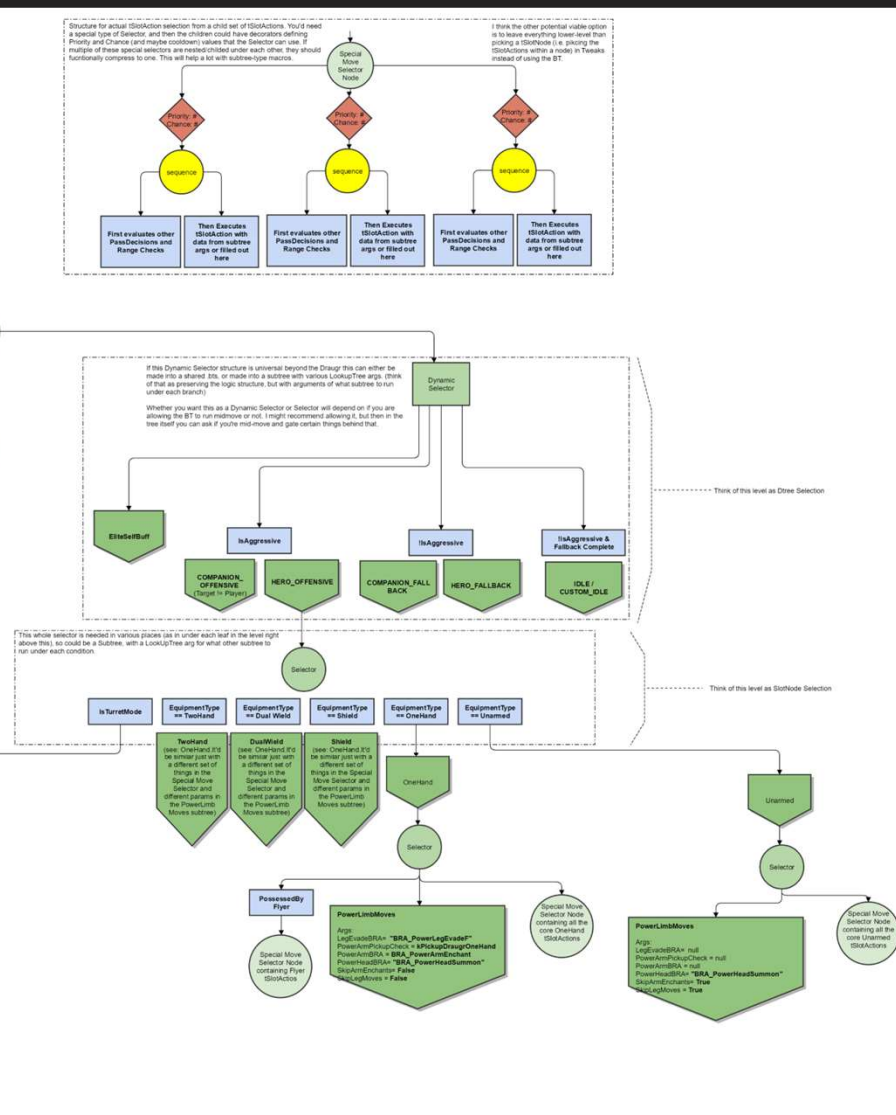 Structure for actual tSlotAction selection from a child set of tSlotActions. You'd need
a special type of Selector, and then the children could have decorators defining
Priority and Chance (and maybe cooldown) values that the Selector can use. If
multiple of these special selectors are nested/childed under each other, they should
fucntionally compress to one. This will help a lot with subtree-type macros.
I think the other potential viable option
is to leave everything lower-level than
picking a tSlotNode (i.e. pikcing the
tSlotActions within a node) in Tweaks
instead of using the BT.
Special
Move
Selector
Node
Priority: #
Chance: #
Priority: #
Chance: #
Priority: #
Chance: #
sequence
sequence
sequence
First evaluates other
PassDecisions and
Range Checks
Then Executes
tSlotAction with
data from subtree
args or filled out
here
First evaluates other
PassDecisions and
Range Checks
Then Executes
tSlotAction with
data from subtree
args or filled out
here
First evaluates other
PassDecisions and
Range Checks
Then Executes
tSlotAction with
data from subtree
args or filled out
here
If this Dynamic Selector structure is universal beyond the Draugr this can either be
made into a shared .bts, or made into a subtree with various LookupTree args. (think
of that as preserving the logic structure, but with arguments of what subtree to run
under each branch)
Whether you want this as a Dynamic Selector or Selector will depend on if you are
allowing the BT to run midmove or not. I might recommend allowing it, but then in the
tree itself you can ask if you're mid-move and gate certain things behind that.
Dynamic
Selector
Think of this level as Dtree Selection
EliteSelfBuff
IsAggressive
!IsAggressive
!IsAggressive &
Fallback Complete
COMPANION_
OFFENSIVE
(Target != Player)
HERO_OFFENSIVE
COMPANION_FALL
BACK
HERO_FALLBACK
IDLE /
CUSTOM_IDLE
This whole selector is needed in various places (as in under each leaf in the level right
above this), so could be a Subtree, with a LookUpTree arg for what other subtree to
run under each condition.
Selector
Think of this level as SlotNode Selection
IsTurretMode
EquipmentType
== TwoHand
EquipmentType
== Dual Wield
EquipmentType
== Shield
EquipmentType
== OneHand
EquipmentType
== Unarmed
TwoHand
(see: OneHand.It'd
be similar just with
a different set of
things in the
Special Move
Selector and
different params in
the PowerLimb
Moves subtree)
DualWield
(see: OneHand.It'd
be similar just with
a different set of
things in the
Special Move
Selector and
different params in
the PowerLimb
Moves subtree)
Shield
(see: OneHand.It'd
be similar just with a
different set of
things in the Special
Move Selector and
different params in
the PowerLimb
Moves subtree)
OneHand
Unarmed
Selector
Selector
PossessedBy
Flyer
Special Move
Selector Node
containing Flyer
tSlotActios
PowerLimbMoves
Args:
LegEvadeBRA= "BRA_PowerLegEvadeF"
PowerArmPickupCheck = kPickupDraugrOneHand
PowerArmBRA = BRA_PowerArmEnchant
PowerHeadBRA= "BRA_PowerHeadSummon"
SkipArmEnchants= False
SkipLegMoves = False
Special Move
Selector Node
containing all the
core OneHand
tSlotActions
PowerLimbMoves
Args:
LegEvadeBRA= null
PowerArmPickupCheck = null
PowerArmBRA = null
PowerHeadBRA= "BRA_PowerHeadSummon"
SkipArmEnchants= True
SkipLegMoves = True
Special Move
Selector Node
containing all the
core Unarmed
tSlotActions